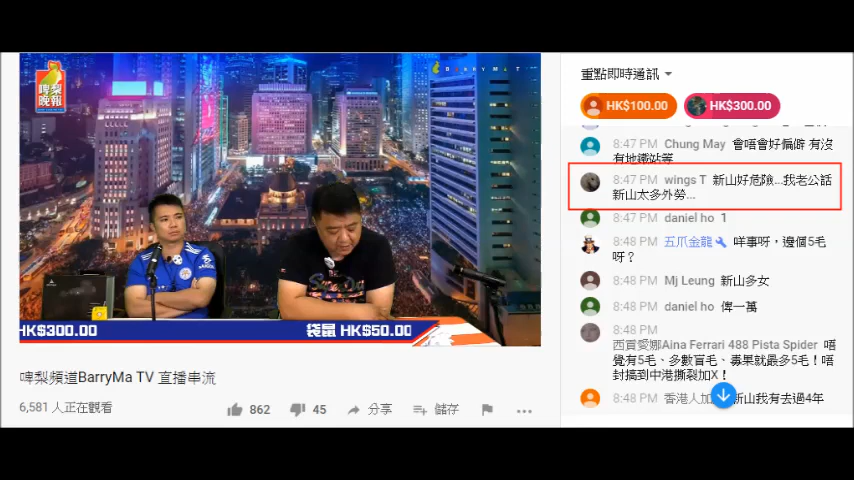 啤梨
晚報
BARRYMA T
HK$300.00
袋鼠 HK$50.00
啤梨頻道BarryMa TV 直播串流
6,581 人正在觀看
862
45
分享
儲存
重點即時通訊
HK$100.00
HK$300.00
8:47 PM Chung May 會唔會好偏僻 有沒
有地鐵站㗎
8:47 PM wings T 新山好危險...我老公話
新山太多外勞...
8:47 PM daniel ho 1
8:48 PM 五爪金龍 咩事呀,邊個5毛
呀?
8:48 PM Mj Leung 新山多女
8:48 PM daniel ho 俾一萬
8:48 PM
西貢愛娜Aina Ferrari 488 Pista Spider 唔
覺有5毛、多數盲毛、毒果就最多5毛!唔
封搞到中港撕裂加X!
8:48 PM 香港人加 新山我有去過4年